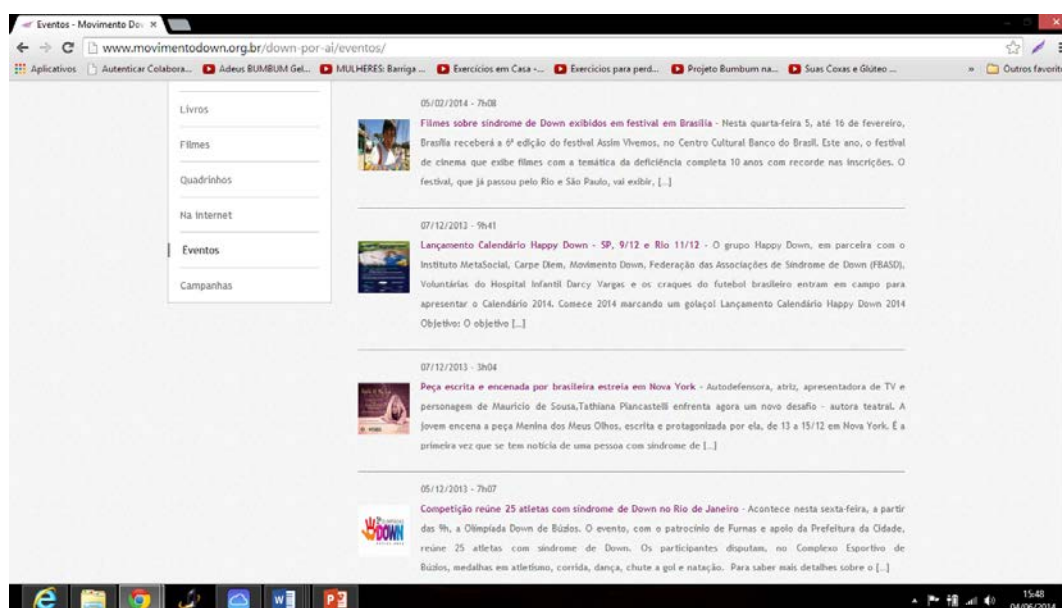 Eventos - Movimento Dow
www.movimentodown.org.br/down-por-ai/eventos/
Aplicativos Autenticar Colabora... Adeus BUMBUM Gel... MULHERES: Barriga ... Exercícios em Casa -... Exercicios para perd... Projeto Bumbum na... Suas Coxas e Glúteo ... » Outros favorito
Livros
Filmes
Quadrinhos
Na internet
Eventos
Campanhas
05/02/2014 - 7h08
Filmes sobre síndrome de Down exibidos em festival em Brasília - Nesta quarta-feira 5, até 16 de fevereiro,
Brasília receberá a 6ª edição do festival Assim Vivemos, no Centro Cultural Banco do Brasil. Este ano, o festival
de cinema que exibe filmes com a temática da deficiência completa 10 anos com recorde nas inscrições. O
festival, que já passou pelo Rio e São Paulo, vai exibir, [...]
07/12/2013 - 9h41
Lançamento Calendário Happy Down - SP, 9/12 e Rio 11/12 - O grupo Happy Down, em parceira com o
Instituto MetaSocial, Carpe Diem, Movimento Down, Federação das Associações de Síndrome de Down (FBASD),
Voluntárias do Hospital Infantil Darcy Vargas e os craques do futebol brasileiro entram em campo para
apresentar o Calendário 2014. Comece 2014 marcando um golaço! Lançamento Calendário Happy Down 2014
Objetivo: O objetivo [...]
07/12/2013 - 3h04
Peça escrita e encenada por brasileira estreia em Nova York - Autodefensora, atriz, apresentadora de TV e
personagem de Mauricio de Sousa,Tathiana Piancastelli enfrenta agora um novo desafio - autora teatral. A
jovem encena a peça Menina dos Meus Olhos, escrita e protagonizada por ela, de 13 a 15/12 em Nova York. É a
primeira vez que se tem notícia de uma pessoa com síndrome de [...]
05/12/2013 - 7h07
Competição reúne 25 atletas com síndrome de Down no Rio de Janeiro - Acontece nesta sexta-feira, a partir
das 9h, a Olimpíada Down de Búzios. O evento, com o patrocínio de Furnas e apoio da Prefeitura da Cidade,
DOWN
reúne 25 atletas com síndrome de Down. Os participantes disputam, no Complexo Esportivo de
Búzios, medalhas em atletismo, corrida, dança, chute a gol e natação. Para saber mais detalhes sobre o [...]
15:48
04/06/2014